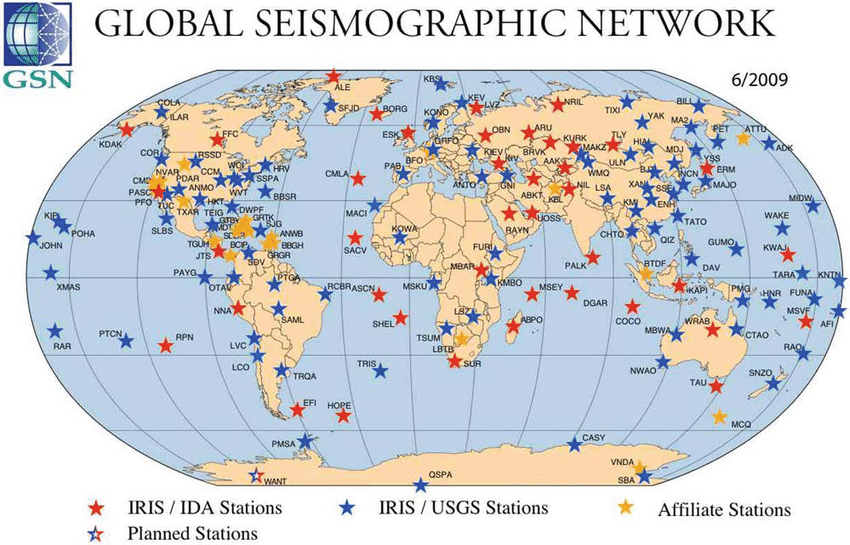 GLOBAL SEISMOGRAPHIC NETWORK
GSN
6/2009
ALE
KBS
COLA
ILAR
SFJD
BORG
KONO
KEV
LVZ
NRIL
TIXI
BILL
KDAK
FFC
ESK
OBN
ARU
KURK
TLY
YAK
MA2
PET
ATTU
ADK
COR
RSSD
WCI
HRV
GRFO
KIEV
KIV
BRVK
AAK
MAKZ
HIA
MDJ
YSS
ERM
NVAR
PDAR
CCM
SSPA
CMLA
PAB
BFO
ANTO
GNI
ULN
WMQ
BJT
INCN
MAJO
PASC
PFO
TUC
ANMO
WVT
BBSR
ABKT
KBL
NIL
LSA
XAN
SSE
TXAR
HKT
DWPF
MACI
MIDW
SLBS
TEIG
GTBY
GRTK
SJG
ANWB
KOWA
RAYN
UOSS
KMI
ENH
TATO
KIP
POHA
JOHN
MDT
SDDR
BBGH
SACV
FURI
CHTO
QIZ
WAKE
TGUH
BCIP
GRGR
JTS
SDV
PALK
BTDF
DAV
GUMO
KWAJ
XMAS
PAYG
OTAV
PTGA
MBAR
KMBO
TARA
KNTN
RCBR
ASCN
MSKU
MSEY
DGAR
KAPI
PMG
HNR
FUNA
NNA
SAML
SHEL
LSZ
ABPO
COCO
MSVF
AFI
RAR
PTCN
RPN
LVC
TSUM
LBTB
MBWA
WRAB
CTAO
RAO
LCO
TRQA
TRIS
SUR
NWAO
TAU
SNZO
EFI
HOPE
MCQ
PMSA
CASY
WANT
QSPA
VNDA
SBA
IRIS / IDA Stations
IRIS / USGS Stations
Affiliate Stations
Planned Stations